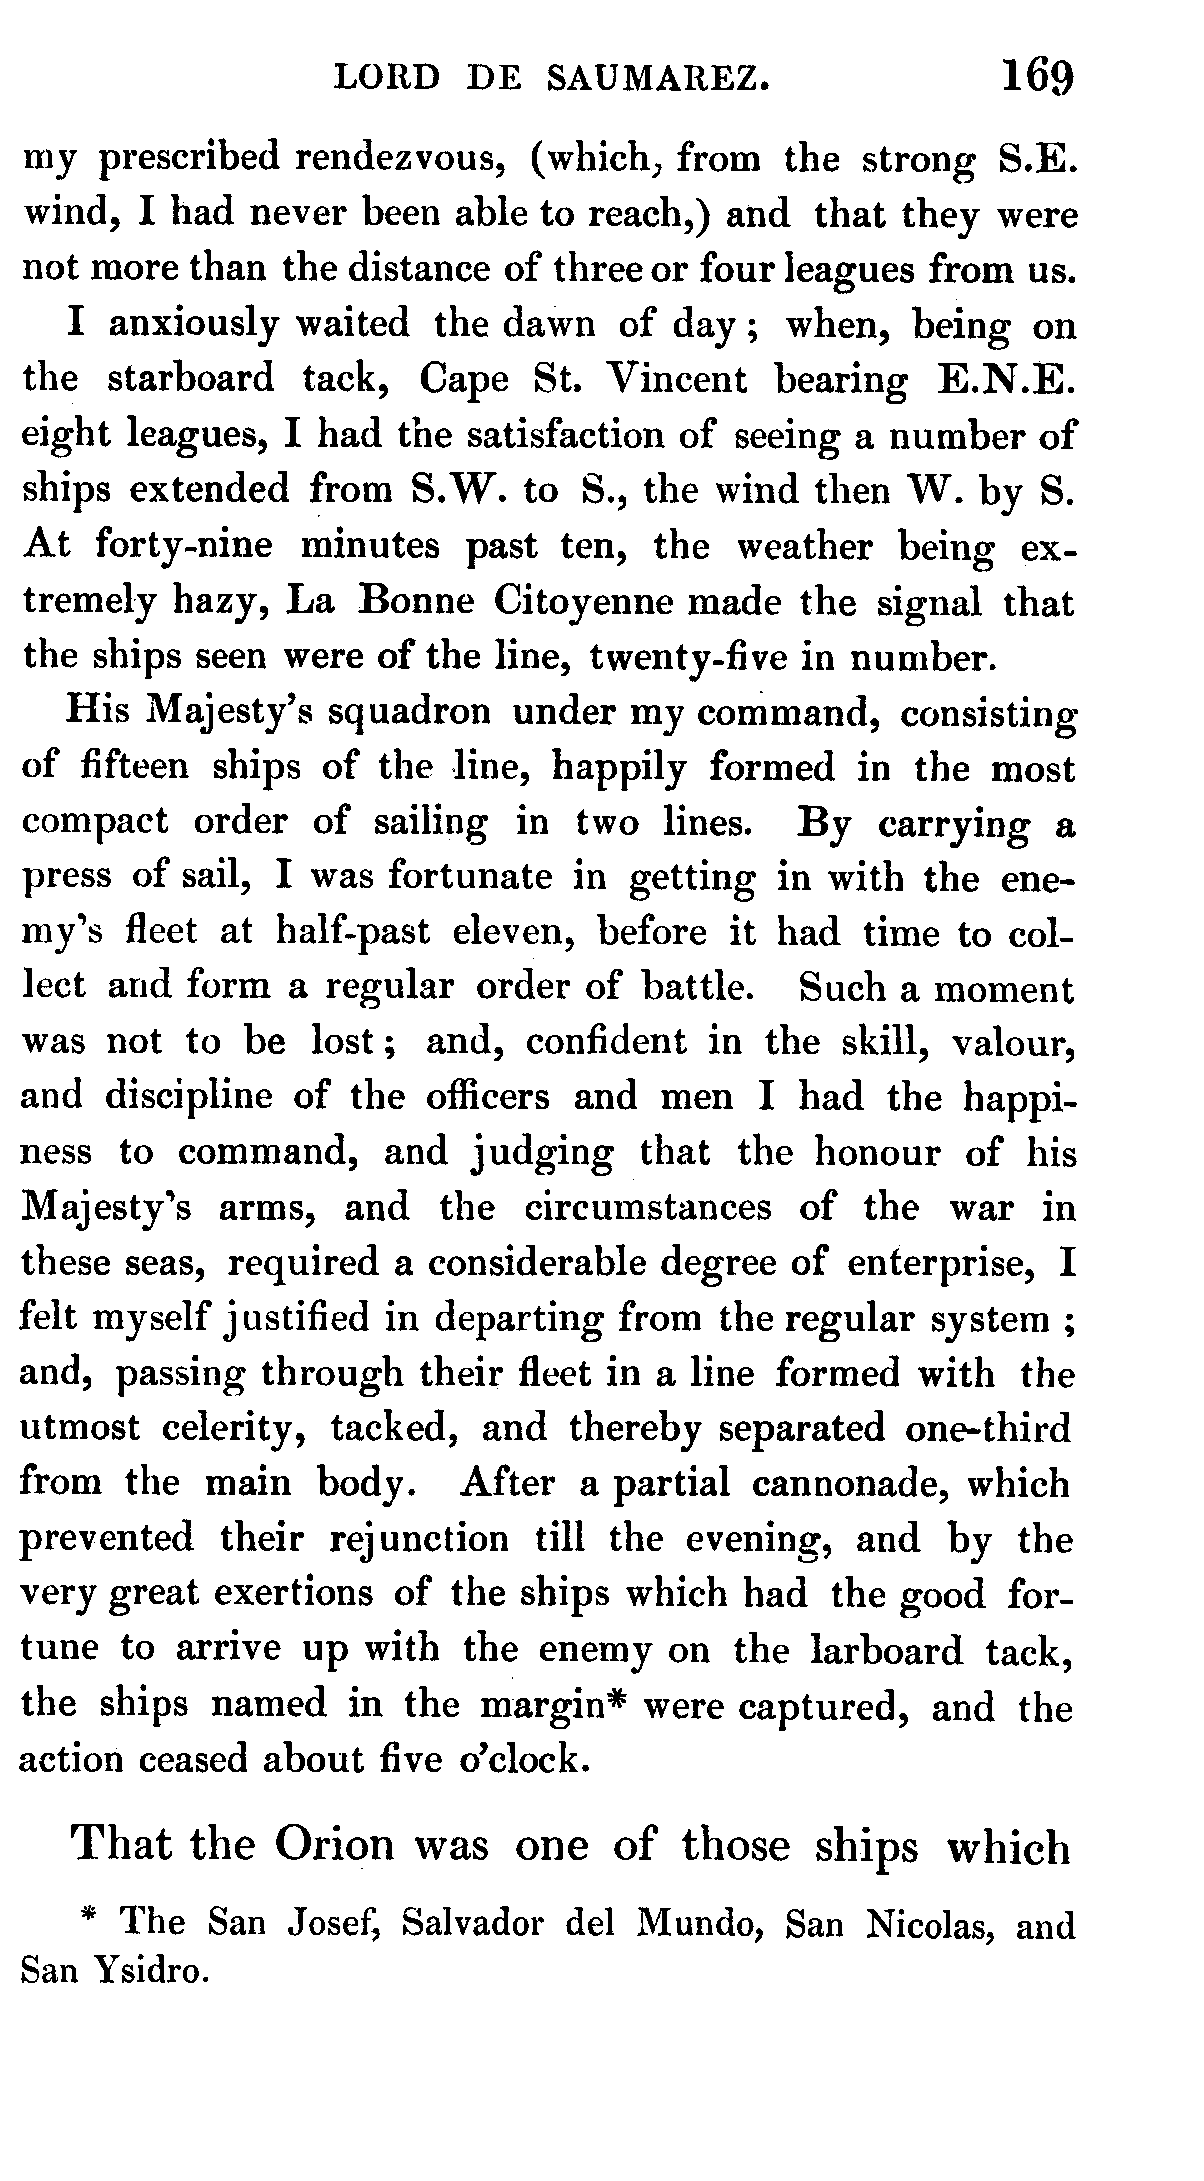 LORD DE SAUMAREZ. 169
my prescribed rendezvous, (which, from the strong S.E.
wind, I had never been able to reach,) and that they were
not more than the distance of three or four leagues from us.
I anxiously waited the dawn of day ; when, being on
the starboard tack, Cape St. Vincent bearing E.N.E.
eight leagues, I had the satisfaction of seeing a number of
ships extended from S.W. to S., the wind then W. by S.
At forty-nine minutes past ten, the weather being ex-
tremely hazy, La Bonne Citoyenne made the signal that
the ships seen were of the line, twenty-five in number.
His Majesty's squadron under my command, consisting
of fifteen ships of the line, happily formed in the most
compact order of sailing in two lines. By carrying a
press of sail, I was fortunate in getting in with the ene-
my's fleet at half-past eleven, before it had time to col-
lect and form a regular order of battle. Such a moment
was not to be lost ; and, confident in the skill, valour,
and discipline of the officers and men I had the happi-
ness to command, and judging that the honour of his
Majesty's arms, and the circumstances of the war in
these seas, required a considerable degree of enterprise, I
felt myself justified in departing from the regular system ;
and, passing through their fleet in a line formed with the
utmost celerity, tacked, and thereby separated one-third
from the main body. After a partial cannonade, which
prevented their rejunction till the evening, and by the
very great exertions of the ships which had the good for-
tune to arrive up with the enemy on the larboard tack,
the ships named in the margin* were captured, and the
action ceased about five o'clock.
That the Orion was one of those ships which
* The San Josef, Salvador del Mundo, San Nicolas, and
San Ysidro.